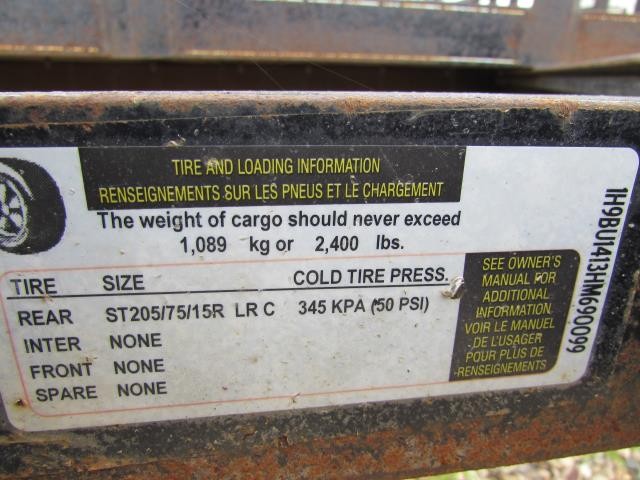 TIRE AND LOADING INFORMATION
RENSEIGNEMENTS SUR LES PNEUS ET LE CHARGEMENT
The weight of cargo should never exceed
1,089 kg or 2,400 lbs.
TIRE SIZE COLD TIRE PRESS.
REAR ST205/75/15R LR C 345 KPA (50 PSI)
INTER NONE
FRONT NONE
SPARE NONE
SEE OWNER'S
MANUAL FOR
ADDITIONAL
INFORMATION
VOIR LE MANUEL
DE L'USAGER
POUR PLUS DE
RENSEIGNEMENTS
1H9BU1413HN690099